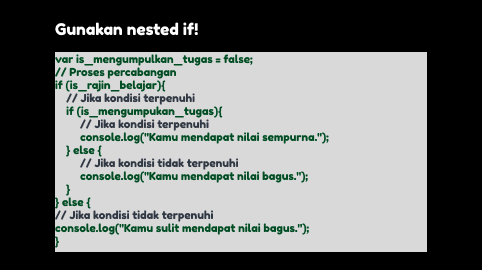 Gunakan nested if!
var is_mengumpulkan_tugas = false;
// Proses percabangan
if (is_rajin_belajar){
// Jika kondisi terpenuhi
if (is_mengumpukan_tugas){
// Jika kondisi terpenuhi
console.log("Kamu mendapat nilai sempurna.");
} else {
// Jika kondisi tidak terpenuhi
console.log("Kamu mendapat nilai bagus.");
}
} else {
// Jika kondisi tidak terpenuhi
console.log("Kamu sulit mendapat nilai bagus.");
}